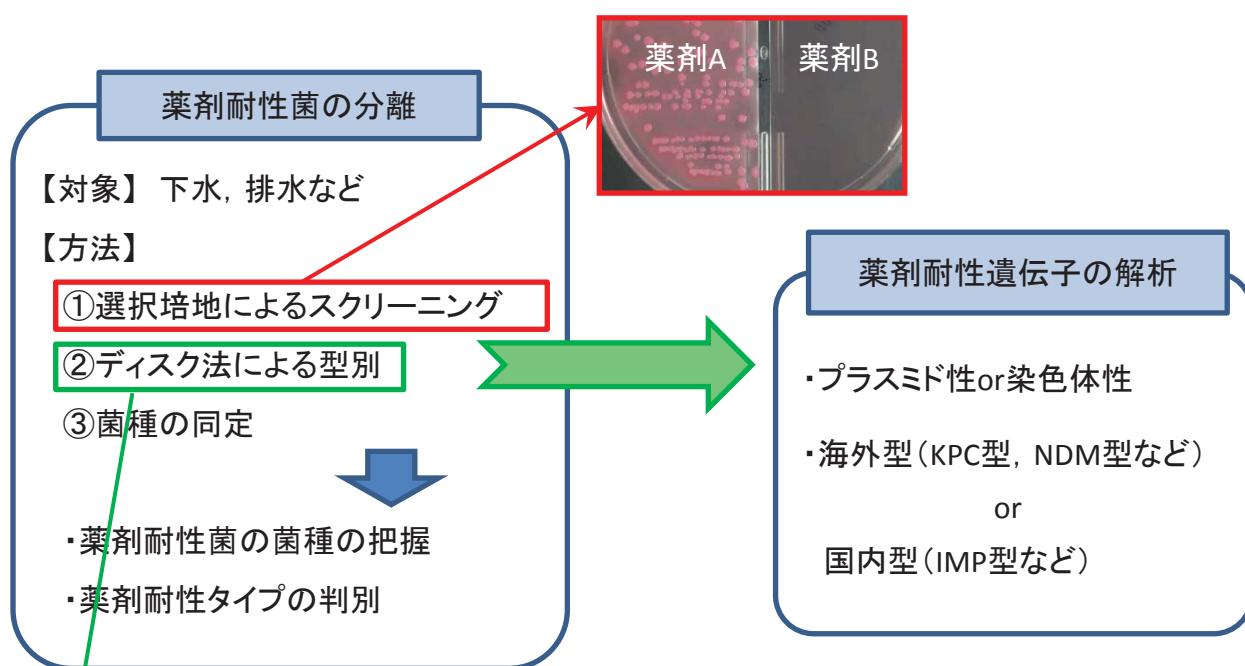 薬剤A
薬剤B
薬剤耐性菌の分離
【対象】 下水, 排水など
【方法】
①選択培地によるスクリーニング
②ディスク法による型別
③菌種の同定
・薬剤耐性菌の菌種の把握
・薬剤耐性タイプの判別
薬剤耐性遺伝子の解析
・プラスミド性or染色体性
・海外型(KPC型, NDM型など)
or
国内型(IMP型など)